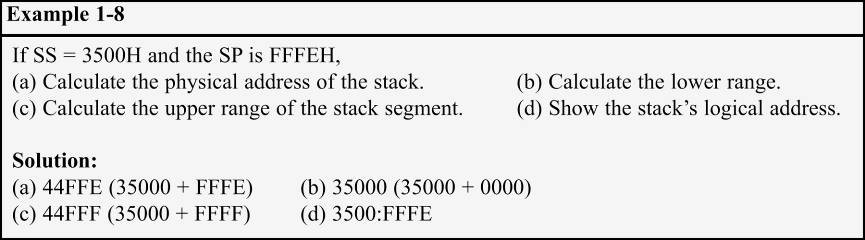 Example 1-8
If SS = 3500H and the SP is FFFEH,
(a) Calculate the physical address of the stack. (b) Calculate the lower range.
(c) Calculate the upper range of the stack segment. (d) Show the stack’s logical address.
Solution:
(a) 44FFE (35000 + FFFE) (b) 35000 (35000 + 0000)
(c) 44FFF (35000 + FFFF) (d) 3500:FFFE